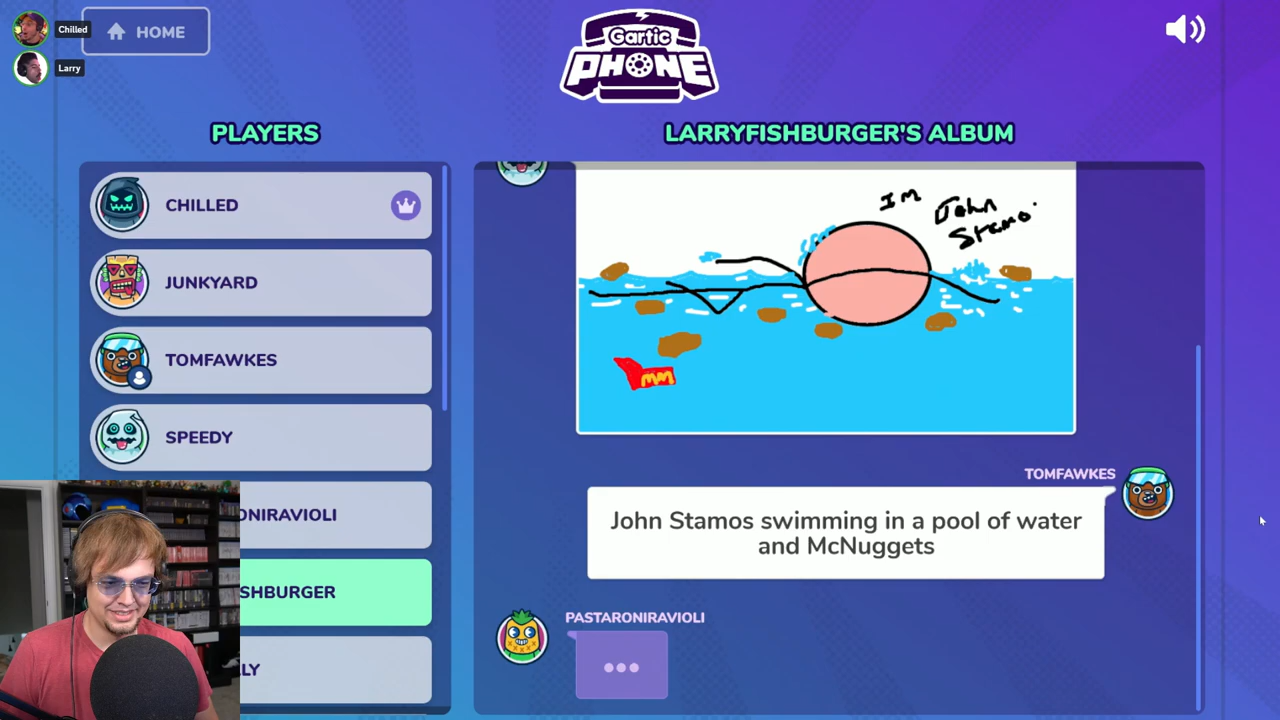 Chilled
HOME
Larry
Gartic
PHONE
PLAYERS
CHILLED
JUNKYARD
TOMFAWKES
SPEEDY
ONIRAVIOLI
SHBURGER
LY
LARRYFISHBURGER'S ALBUM
Im
John
Stamo
mm
TOMFAWKES
John Stamos swimming in a pool of water
and McNuggets
PASTARONIRAVIOLI